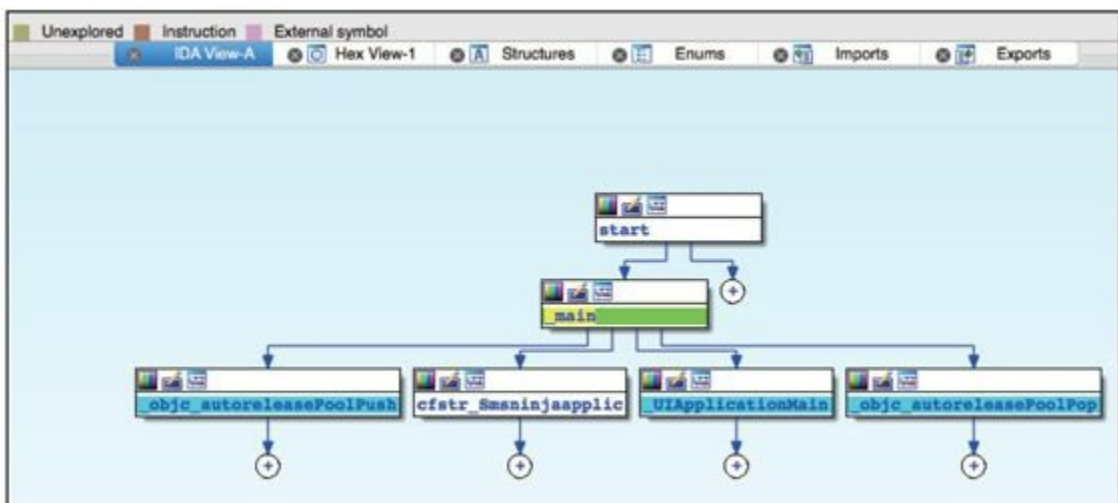 Unexplored Instruction External symbol
IDA View-A Hex View-1 Structures Enums Imports Exports
start
_main
_objc_autoreleasePoolPush cfstr_Smsninjaapplic _UIApplicationMain _objc_autoreleasePoolPop